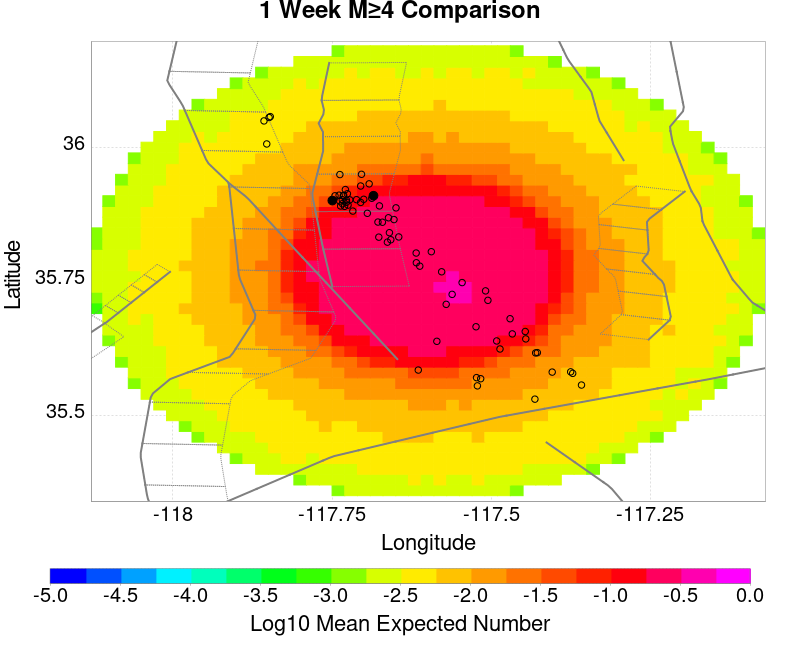 1 Week M≥4 Comparison
36
35.75
35.5
Latitude
-118 -117.75 -117.5 -117.25
Longitude
-5.0 -4.5 -4.0 -3.5 -3.0 -2.5 -2.0 -1.5 -1.0 -0.5 0.0
Log10 Mean Expected Number